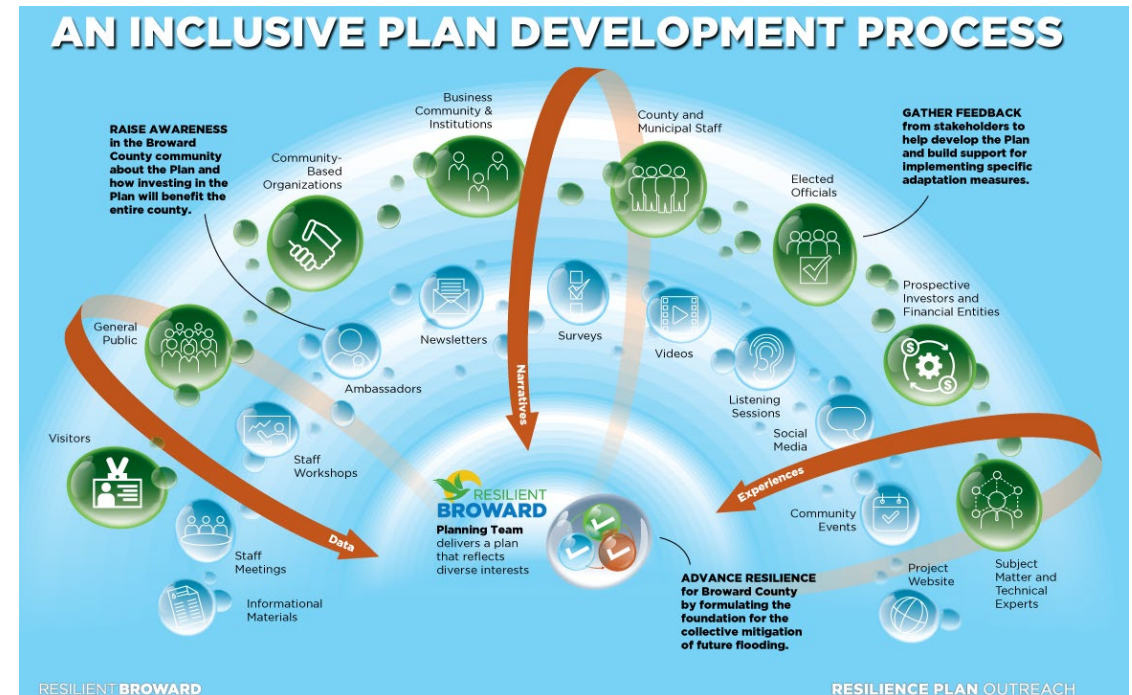 AN INCLUSIVE PLAN DEVELOPMENT PROCESS
RAISE AWARENESS
in the Broward
County community
about the Plan and
how investing in the
Plan will benefit the
entire county.
Community-
Based
Organizations
Business
Community &
Institutions
County and
Municipal Staff
Elected
Officials
GATHER FEEDBACK
from stakeholders to
help develop the Plan
and build support for
implementing specific
adaptation measures.
Prospective
Investors and
Financial Entities
General
Public
Visitors
Ambassadors
Newsletters
Surveys
Videos
Listening
Sessions
Social
Media
Staff
Workshops
Staff
Meetings
Informational
Materials
Data
Narratives
Experiences
RESILIENT
BROWARD
Planning Team
delivers a plan
that reflects
diverse interests
ADVANCE RESILIENCE
for Broward County
by formulating the
foundation for the
collective mitigation
of future flooding.
Community
Events
Project
Website
Subject
Matter and
Technical
Experts
$
$
RESILIENT BROWARD
RESILIENCE PLAN OUTREACH